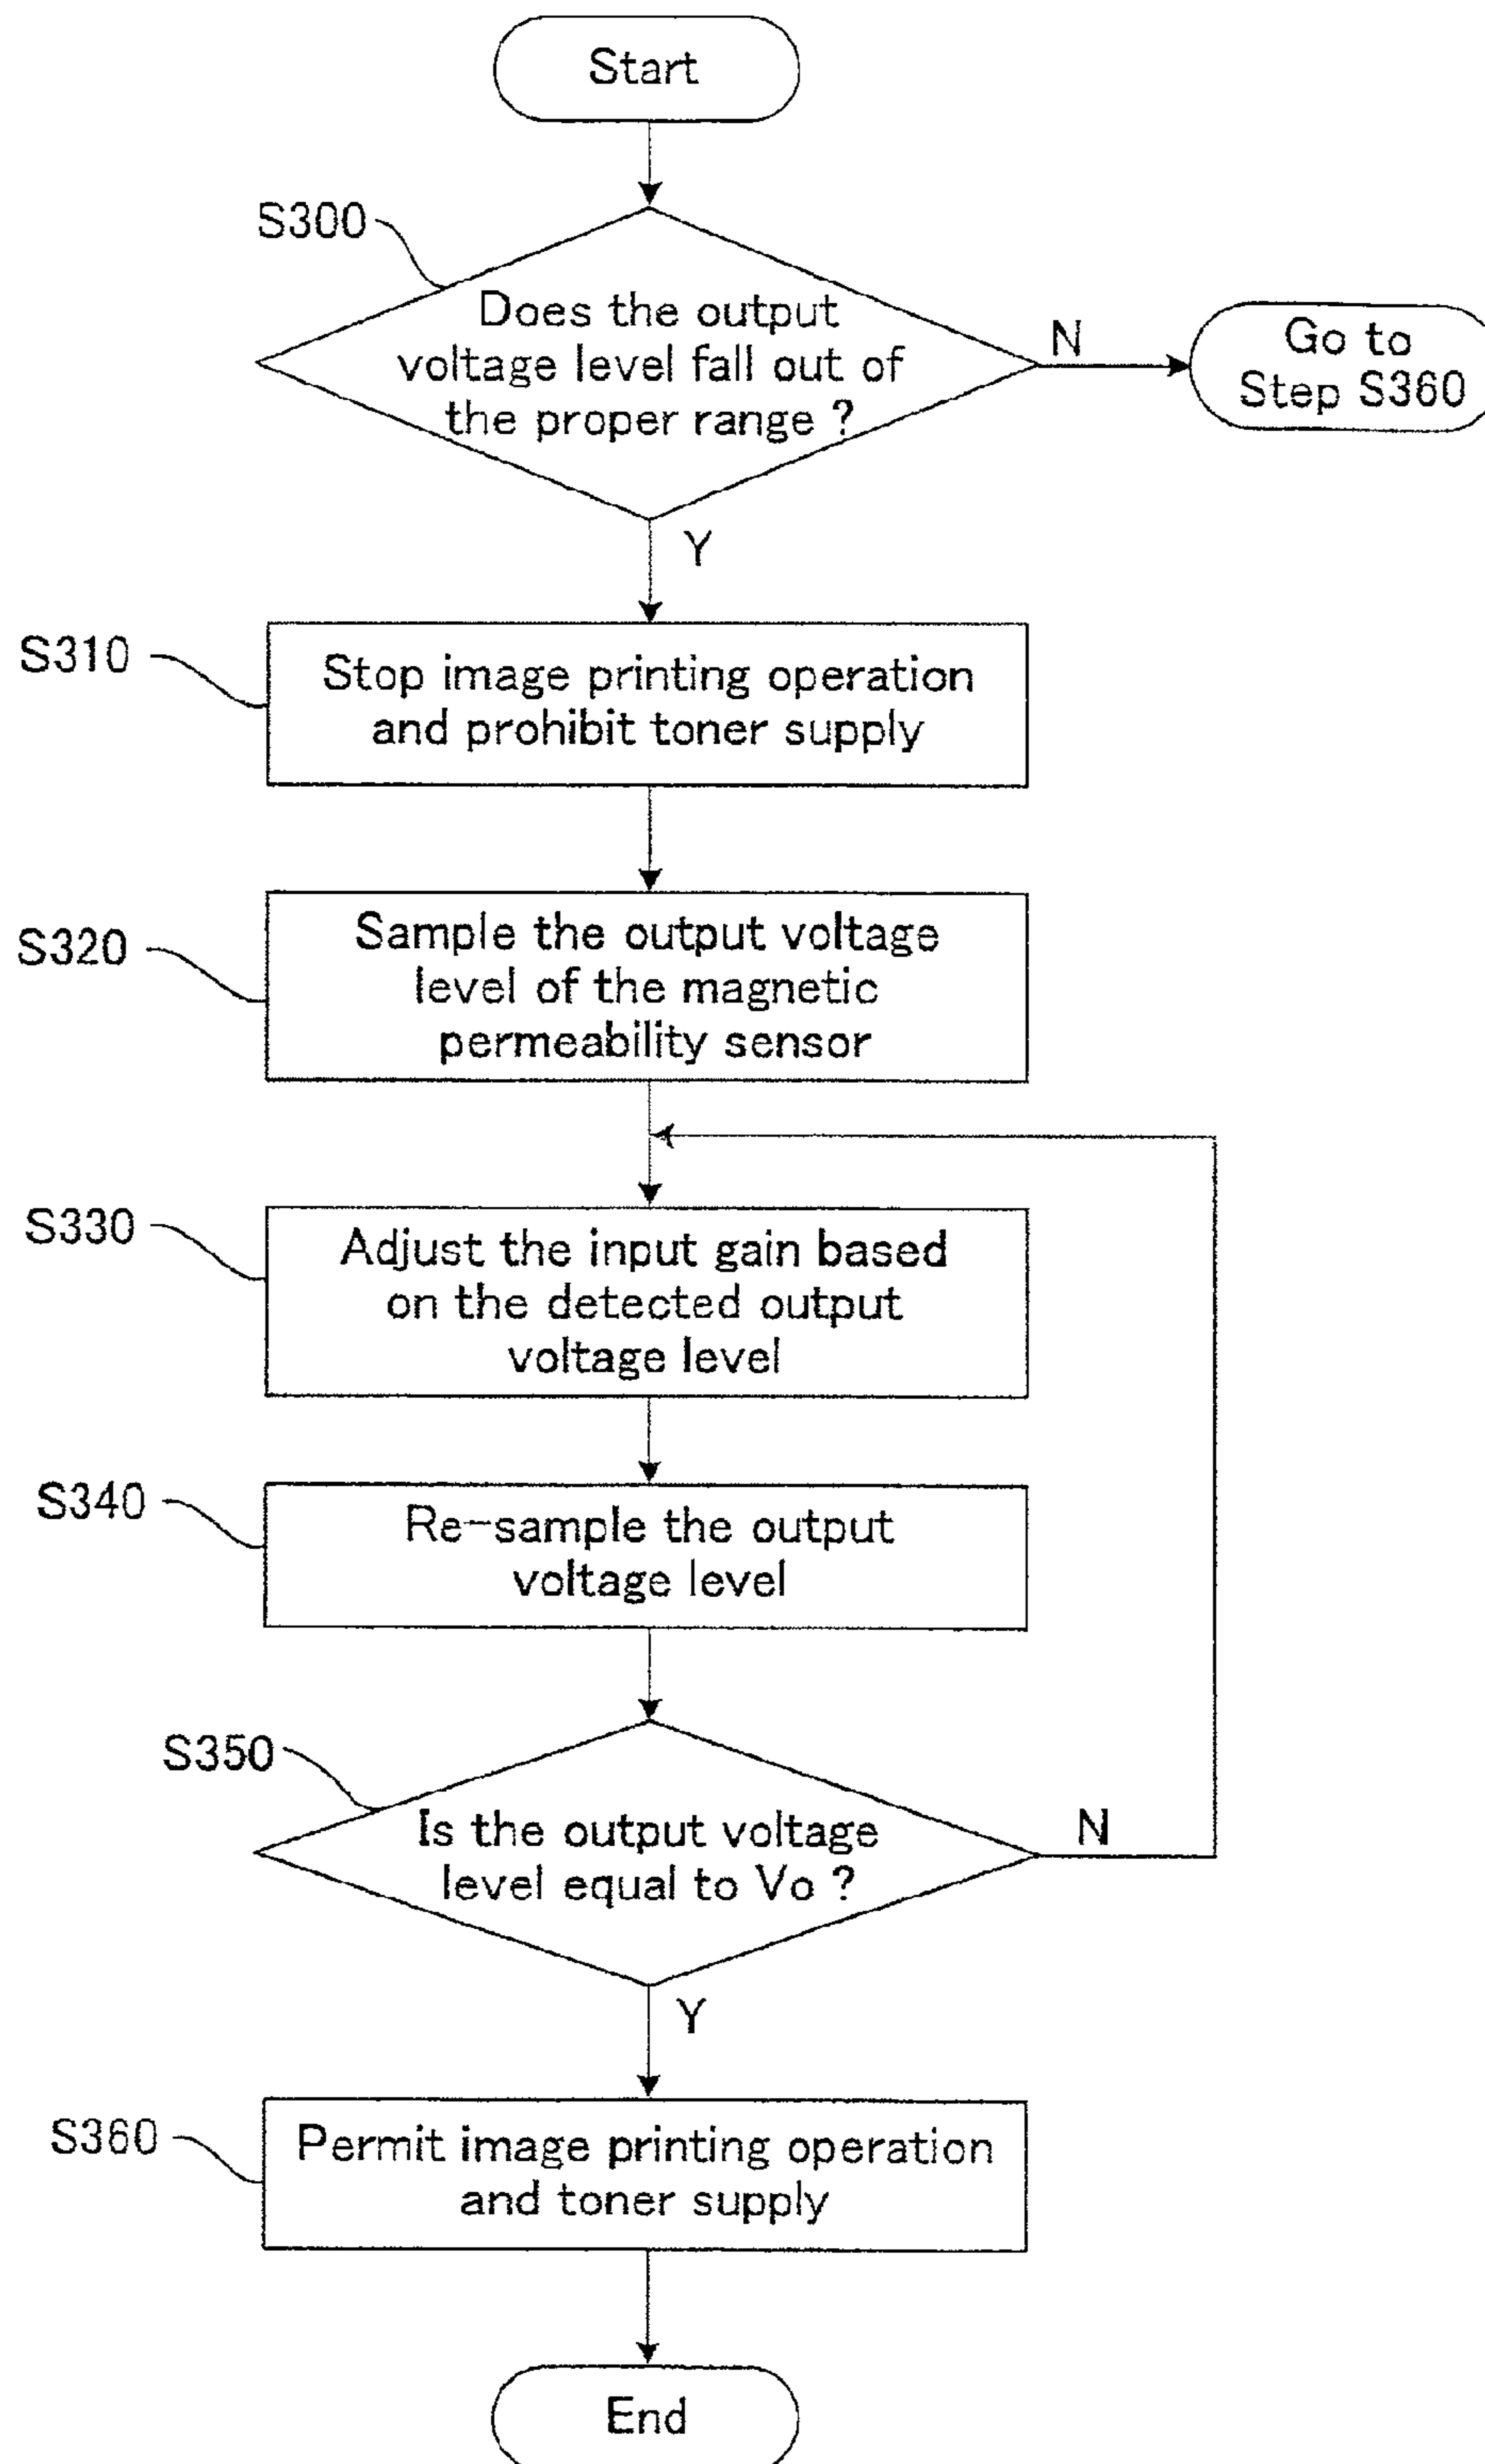 Start
S300
Does the output
voltage level fall out of
the proper range ?
N
Go to
Step S360
Y
S310
Stop image printing operation
and prohibit toner supply
S320
Sample the output voltage
level of the magnetic
permeability sensor
S330
Adjust the input gain based
on the detected output
voltage level
S340
Re-sample the output
voltage level
S350
Is the output voltage
level equal to Vo ?
N
Y
S360
Permit image printing operation
and toner supply
End